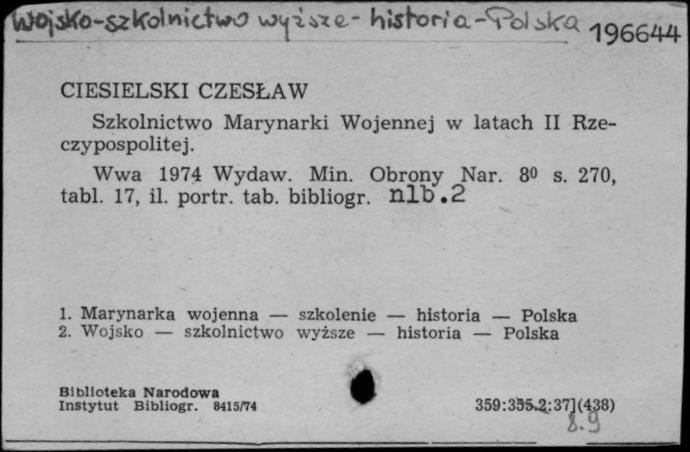 Wojsko-szkolnictwo wyższe - historia - Polska 196644
CIESIELSKI CZESŁAW
Szkolnictwo Marynarki Wojennej w latach II Rze-
czypospolitej.
Wwa 1974 Wydaw. Min. Obrony Nar. 8⁰ s. 270,
tabl. 17, il. portr. tab. bibliogr. nlb.2
1. Marynarka wojenna — szkolenie — historia — Polska
2. Wojsko — szkolnictwo wyższe — historia — Polska
Biblioteka Narodowa
Instytut Bibliogr. 8415/74 359:355.2:37](438)
8.9